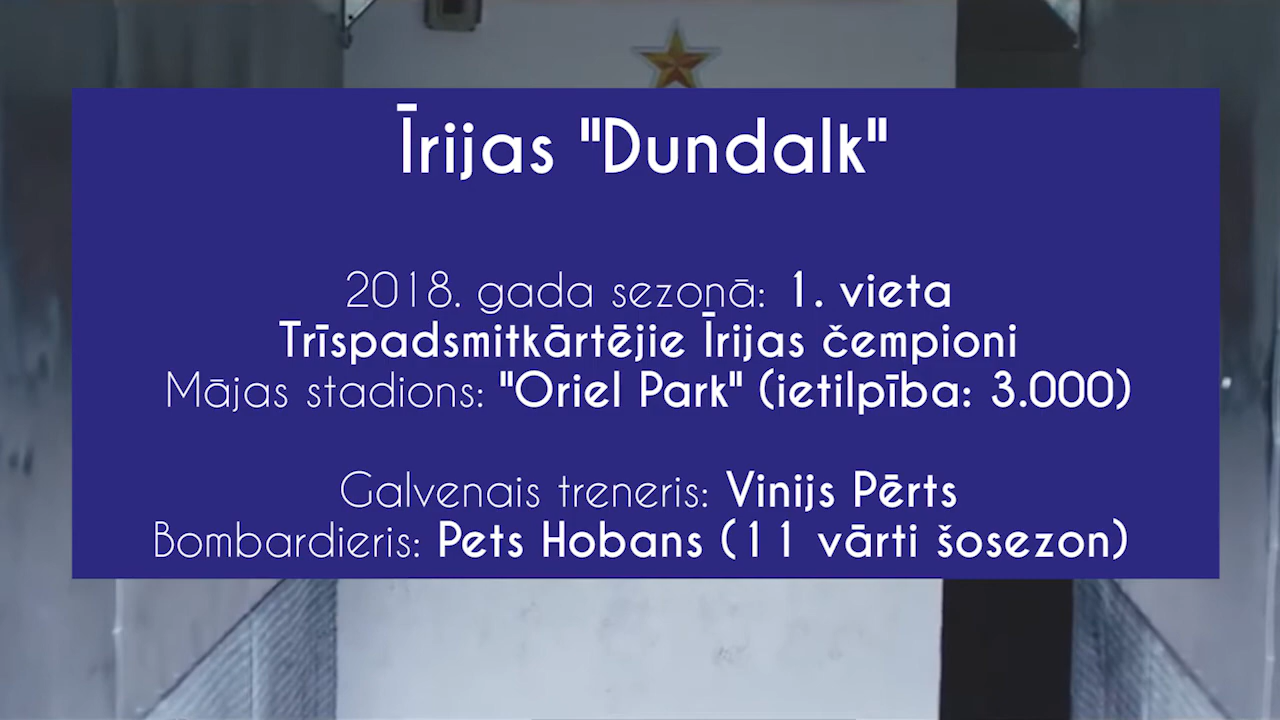 Īrijas "Dundalk"
2018. gada sezonā: 1. vieta
Trīspadsmitkārtējie Īrijas čempioni
Mājas stadions: "Oriel Park" (ietilpība: 3.000)
Galvenais treneris: Vinijs Pērts
Bombardieris: Pets Hobans (11 vārti šosezon)